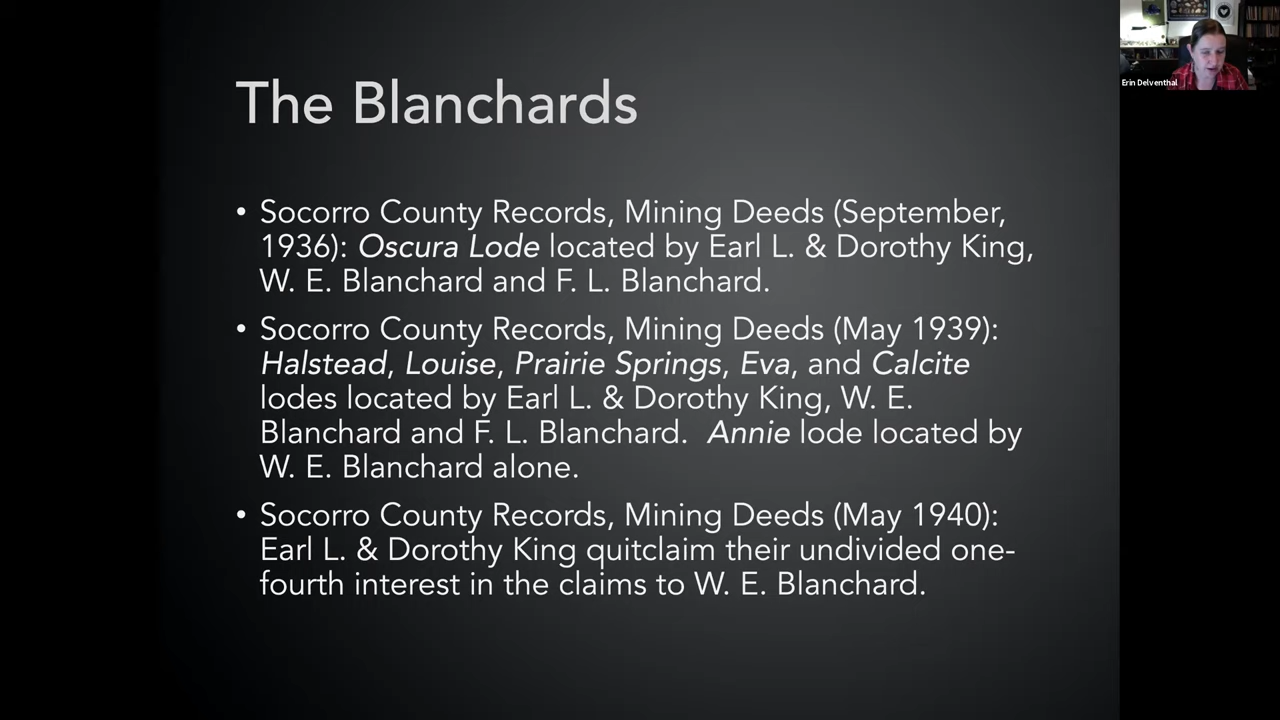 The Blanchards
• Socorro County Records, Mining Deeds (September,
1936): Oscura Lode located by Earl L. & Dorothy King,
W. E. Blanchard and F. L. Blanchard.
• Socorro County Records, Mining Deeds (May 1939):
Halstead, Louise, Prairie Springs, Eva, and Calcite
lodes located by Earl L. & Dorothy King, W. E.
Blanchard and F. L. Blanchard.  Annie lode located by
W. E. Blanchard alone.
• Socorro County Records, Mining Deeds (May 1940):
Earl L. & Dorothy King quitclaim their undivided one-
fourth interest in the claims to W. E. Blanchard.
Erin Delventhal